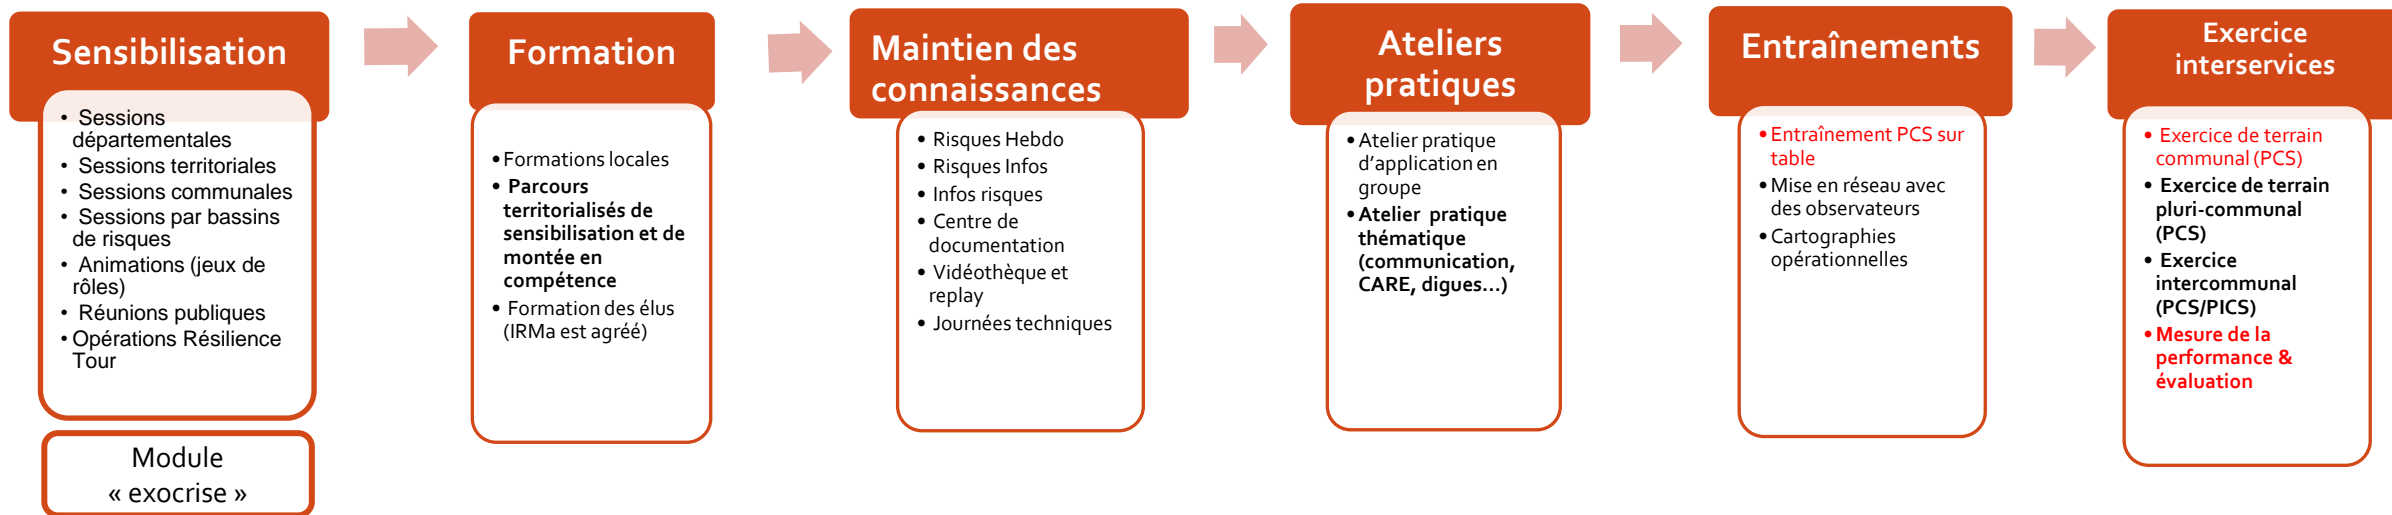 Sensibilisation
• Sessions
départementales
• Sessions territoriales
• Sessions communales
• Sessions par bassins
de risques
• Animations (jeux de
rôles)
• Réunions publiques
• Opérations Résilience
Tour
Module
« exocrise »
Formation
• Formations locales
• Parcours
territorialisés de
sensibilisation et de
montée en
compétence
• Formation des élus
(IRMa est agréé)
Maintien des
connaissances
• Risques Hebdo
• Risques Infos
• Infos risques
• Centre de
documentation
• Vidéothèque et
replay
• Journées techniques
Ateliers
pratiques
• Atelier pratique
d’application en
groupe
• Atelier pratique
thématique
(communication,
CARE, digues…)
Entraînements
• Entraînement PCS sur
table
• Mise en réseau avec
des observateurs
• Cartographies
opérationnelles
Exercice
interservices
• Exercice de terrain
communal (PCS)
• Exercice de terrain
pluri-communal
(PCS)
• Exercice
intercommunal
(PCS/PICS)
• Mesure de la
performance &
évaluation